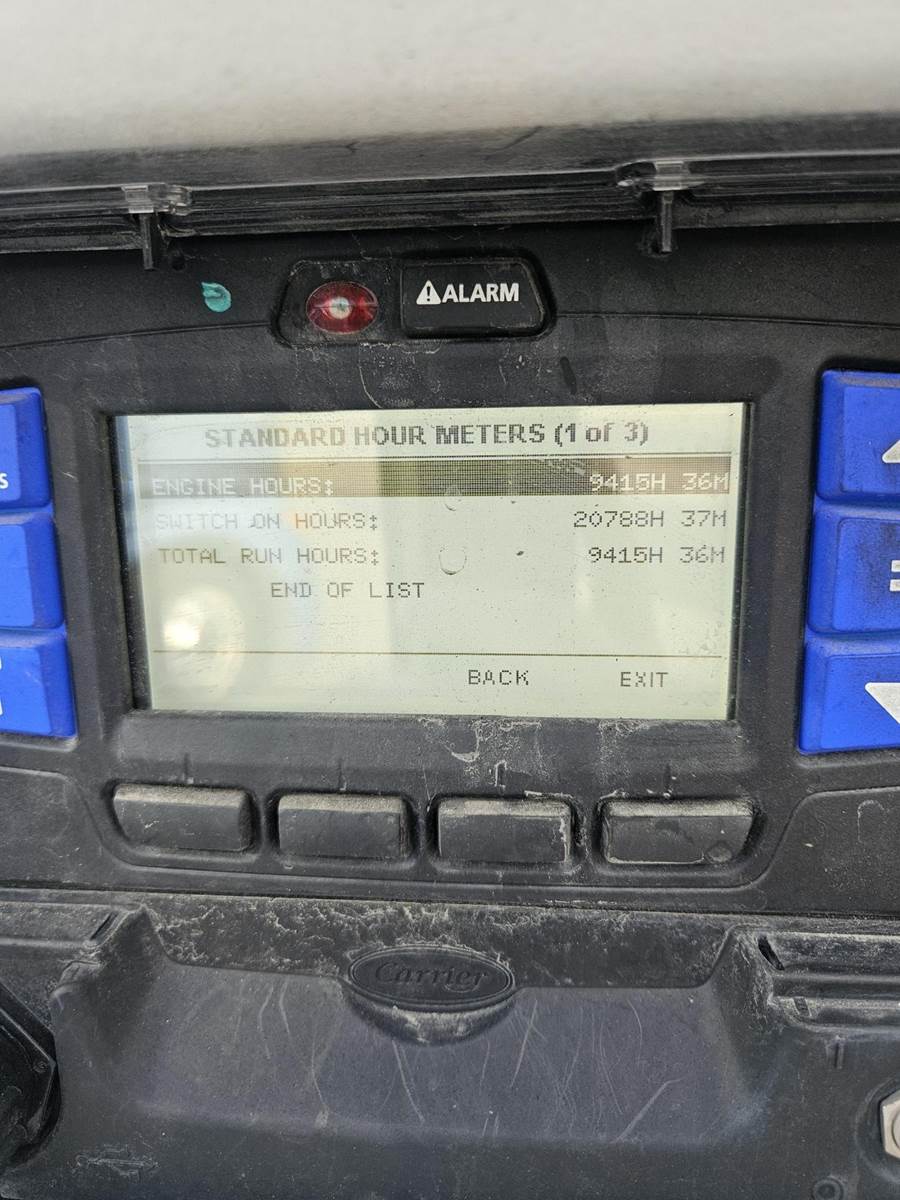 ⚠ALARM
STANDARD HOUR METERS (1 of 3)
ENGINE HOURS: 9415H 36M
SWITCH ON HOURS: 20788H 37M
TOTAL RUN HOURS: 9415H 36M
END OF LIST
BACK EXIT
Carrier